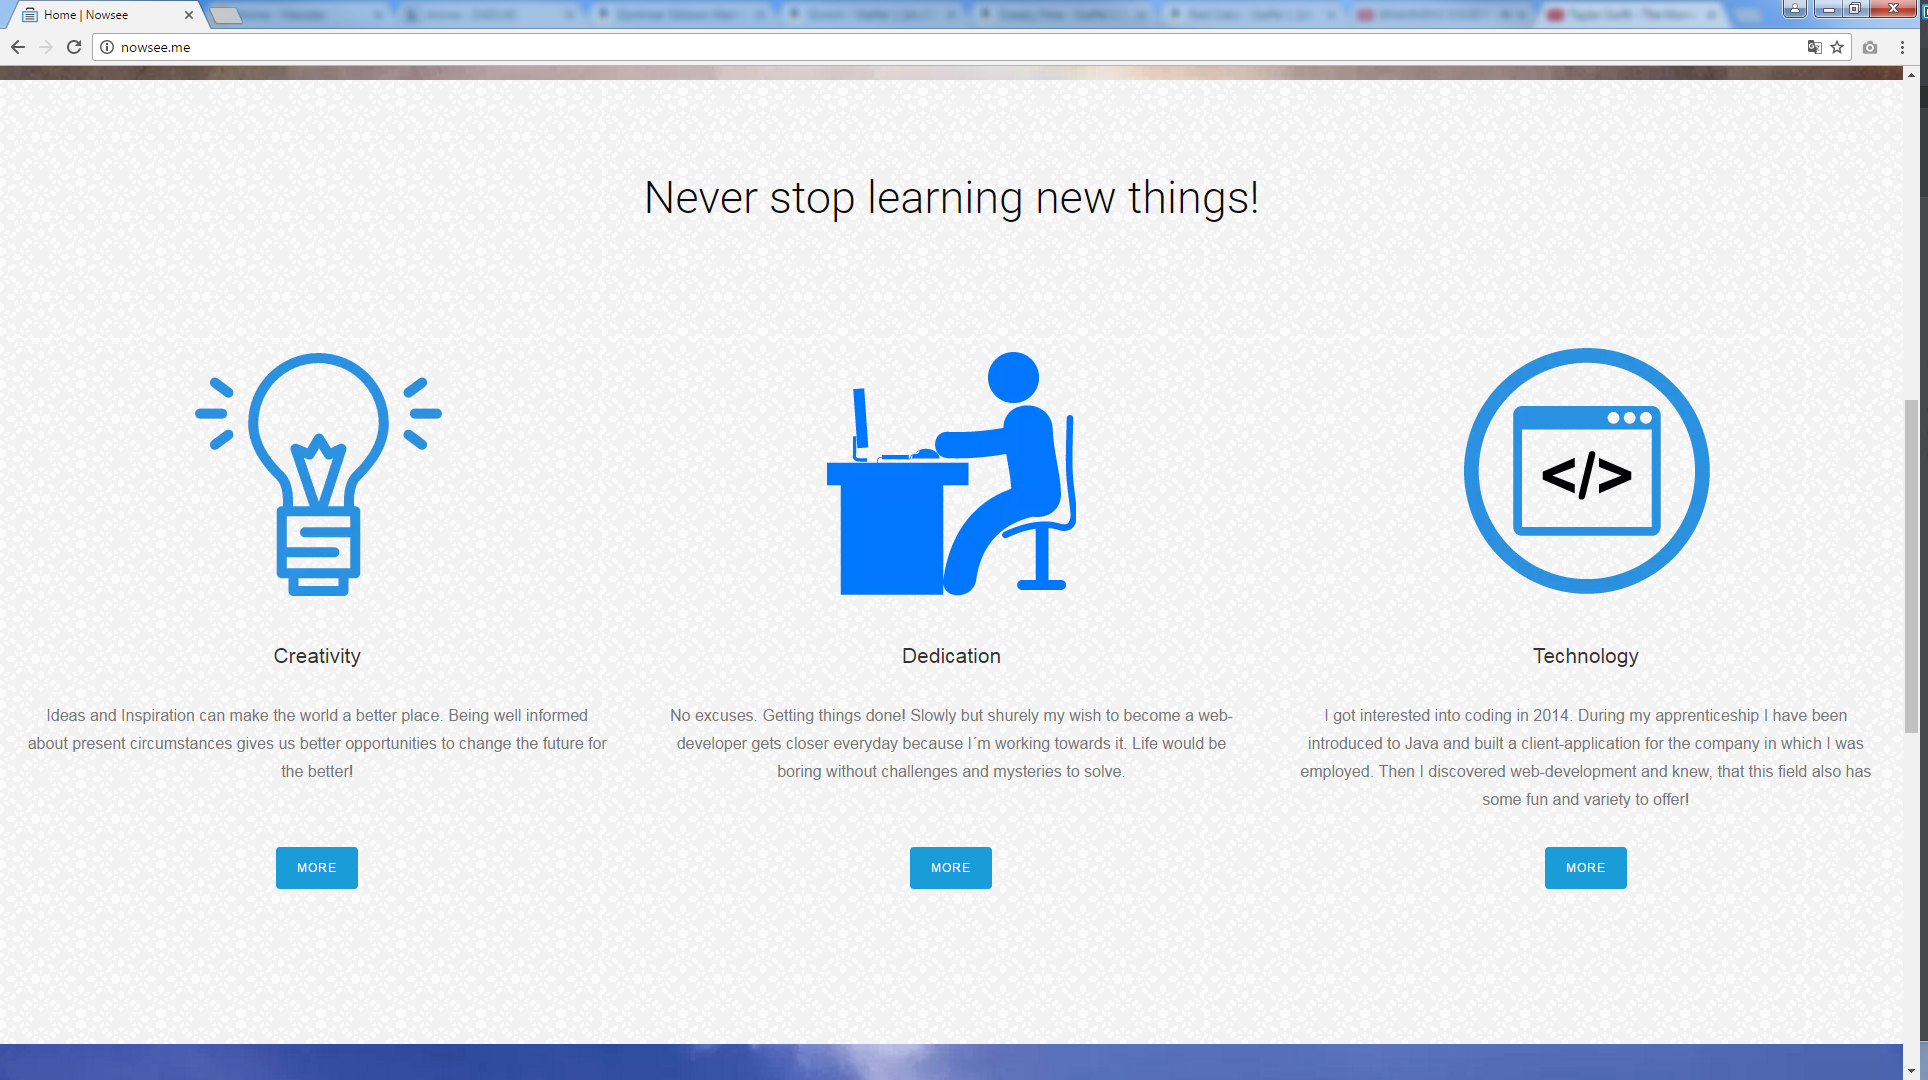 Home | Nowsee
nowsee.me
Never stop learning new things!
</>
Creativity
Ideas and Inspiration can make the world a better place. Being well informed
about present circumstances gives us better opportunities to change the future for
the better!
MORE
Dedication
No excuses. Getting things done! Slowly but shurely my wish to become a web-
developer gets closer everyday because I´m working towards it. Life would be
boring without challenges and mysteries to solve.
MORE
Technology
I got interested into coding in 2014. During my apprenticeship I have been
introduced to Java and built a client-application for the company in which I was
employed. Then I discovered web-development and knew, that this field also has
some fun and variety to offer!
MORE